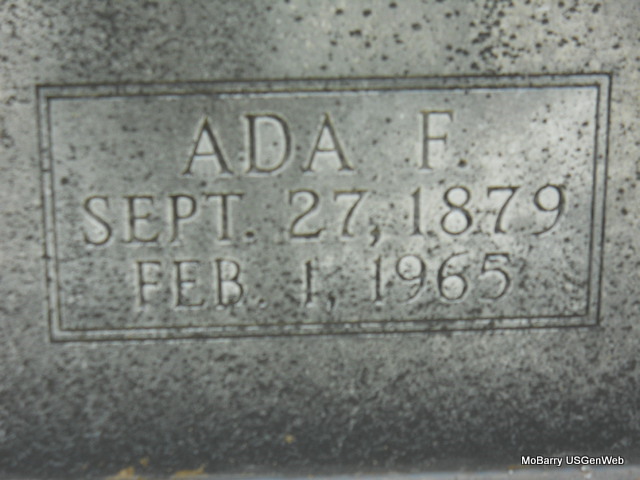 ADA F.
SEPT. 27, 1879
FEB. 1, 1965
MoBarry USGenWeb